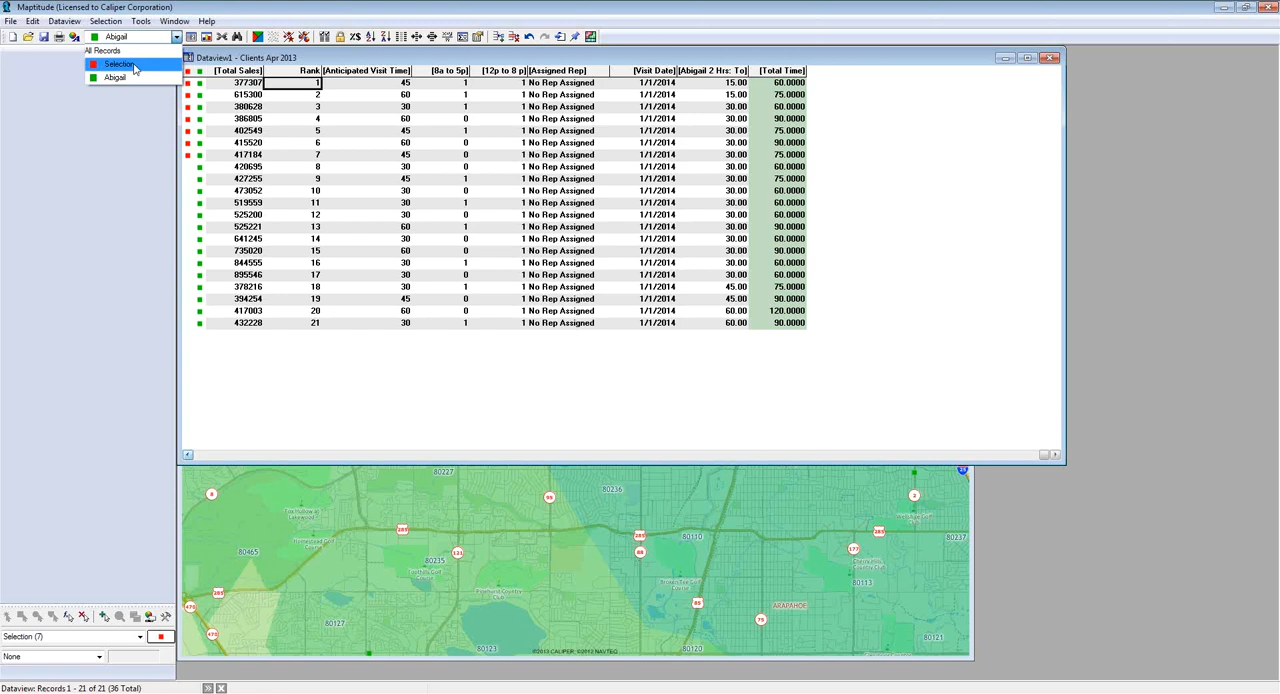 Maptitude (Licensed to Caliper Corporation)
File Edit Dataview Selection Tools Window Help
Abigail
All Records
Selection
Abigail
Dataview1 - Clients Apr 2013
[Total Sales] Rank [Anticipated Visit Time] [8a to 5p] [12p to 8 p] [Assigned Rep] [Visit Date] [Abigail 2 Hrs: To] [Total Time]
377307 1 45 1 1 No Rep Assigned 1/1/2014 15.00 60.0000
615300 2 60 1 1 No Rep Assigned 1/1/2014 15.00 75.0000
380628 3 30 1 1 No Rep Assigned 1/1/2014 30.00 60.0000
386805 4 60 0 1 No Rep Assigned 1/1/2014 30.00 90.0000
402549 5 45 1 1 No Rep Assigned 1/1/2014 30.00 75.0000
415520 6 60 0 1 No Rep Assigned 1/1/2014 30.00 90.0000
417184 7 45 0 1 No Rep Assigned 1/1/2014 30.00 75.0000
420695 8 30 0 1 No Rep Assigned 1/1/2014 30.00 60.0000
427255 9 45 1 1 No Rep Assigned 1/1/2014 30.00 75.0000
473052 10 30 0 1 No Rep Assigned 1/1/2014 30.00 60.0000
519559 11 30 1 1 No Rep Assigned 1/1/2014 30.00 60.0000
525200 12 30 0 1 No Rep Assigned 1/1/2014 30.00 60.0000
525221 13 60 1 1 No Rep Assigned 1/1/2014 30.00 90.0000
641245 14 30 0 1 No Rep Assigned 1/1/2014 30.00 60.0000
735020 15 60 0 1 No Rep Assigned 1/1/2014 30.00 90.0000
844555 16 30 1 1 No Rep Assigned 1/1/2014 30.00 60.0000
895546 17 30 0 1 No Rep Assigned 1/1/2014 30.00 60.0000
378216 18 30 1 1 No Rep Assigned 1/1/2014 45.00 75.0000
394254 19 45 0 1 No Rep Assigned 1/1/2014 45.00 90.0000
417003 20 60 0 1 No Rep Assigned 1/1/2014 60.00 120.0000
432228 21 30 1 1 No Rep Assigned 1/1/2014 60.00 90.0000
80227
8
95
80236
2
80237
285
285
285
285
88
80110
80465
121
80235
177
80113
285
470
85
ARAPAHOE
75
80127
470
80123
80120
80121
©2013 CALIPER; ©2012 NAVTEQ
Selection (7)
None
Dataview: Records 1 - 21 of 21 (36 Total)